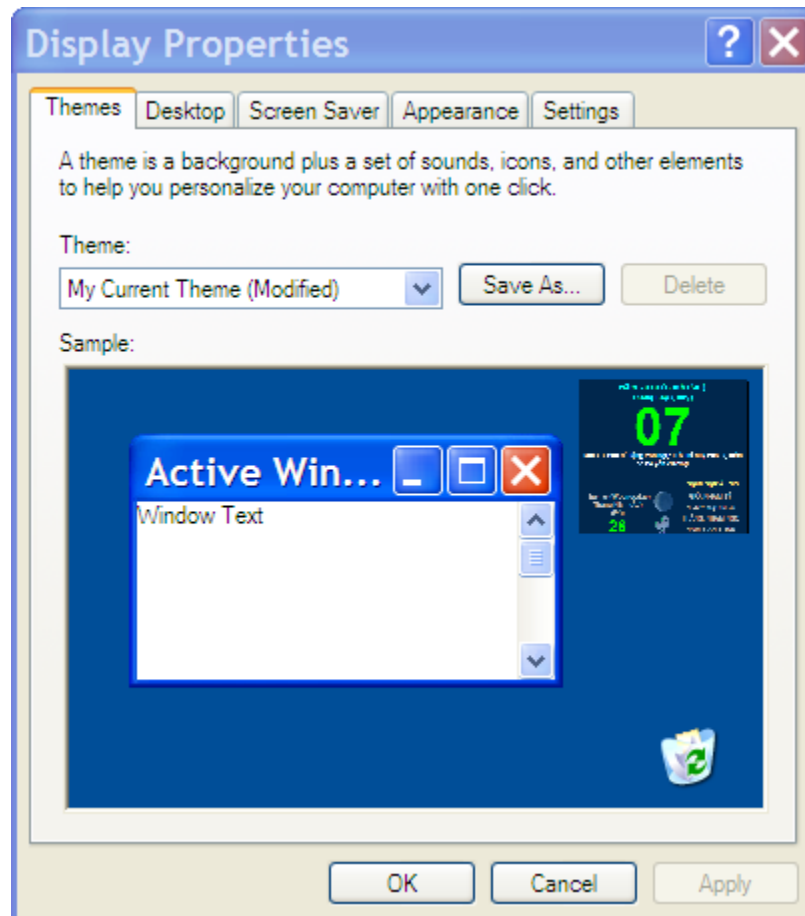 Display Properties
Themes Desktop Screen Saver Appearance Settings
A theme is a background plus a set of sounds, icons, and other elements
to help you personalize your computer with one click.
Theme:
My Current Theme (Modified) Save As... Delete
Sample:
07
Active Win...
Window Text
28
OK Cancel Apply